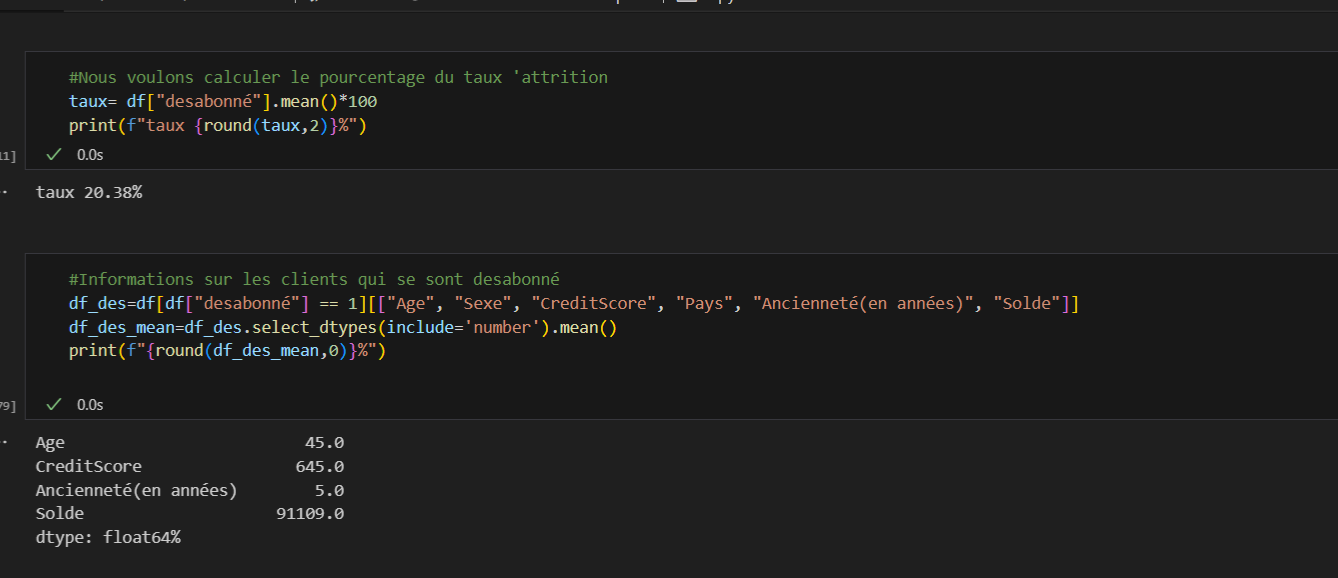 #Nous voulons calculer le pourcentage du taux 'attrition
taux= df["desabonné"].mean()*100
print(f"taux {round(taux,2)}%")
0.0s
taux 20.38%
#Informations sur les clients qui se sont desabonné
df_des=df[df["desabonné"] == 1][["Age", "Sexe", "CreditScore", "Pays", "Ancienneté(en années)", "Solde"]]
df_des_mean=df_des.select_dtypes(include='number').mean()
print(f"{round(df_des_mean,0)}%")
0.0s
Age 45.0
CreditScore 645.0
Ancienneté(en années) 5.0
Solde 91109.0
dtype: float64%